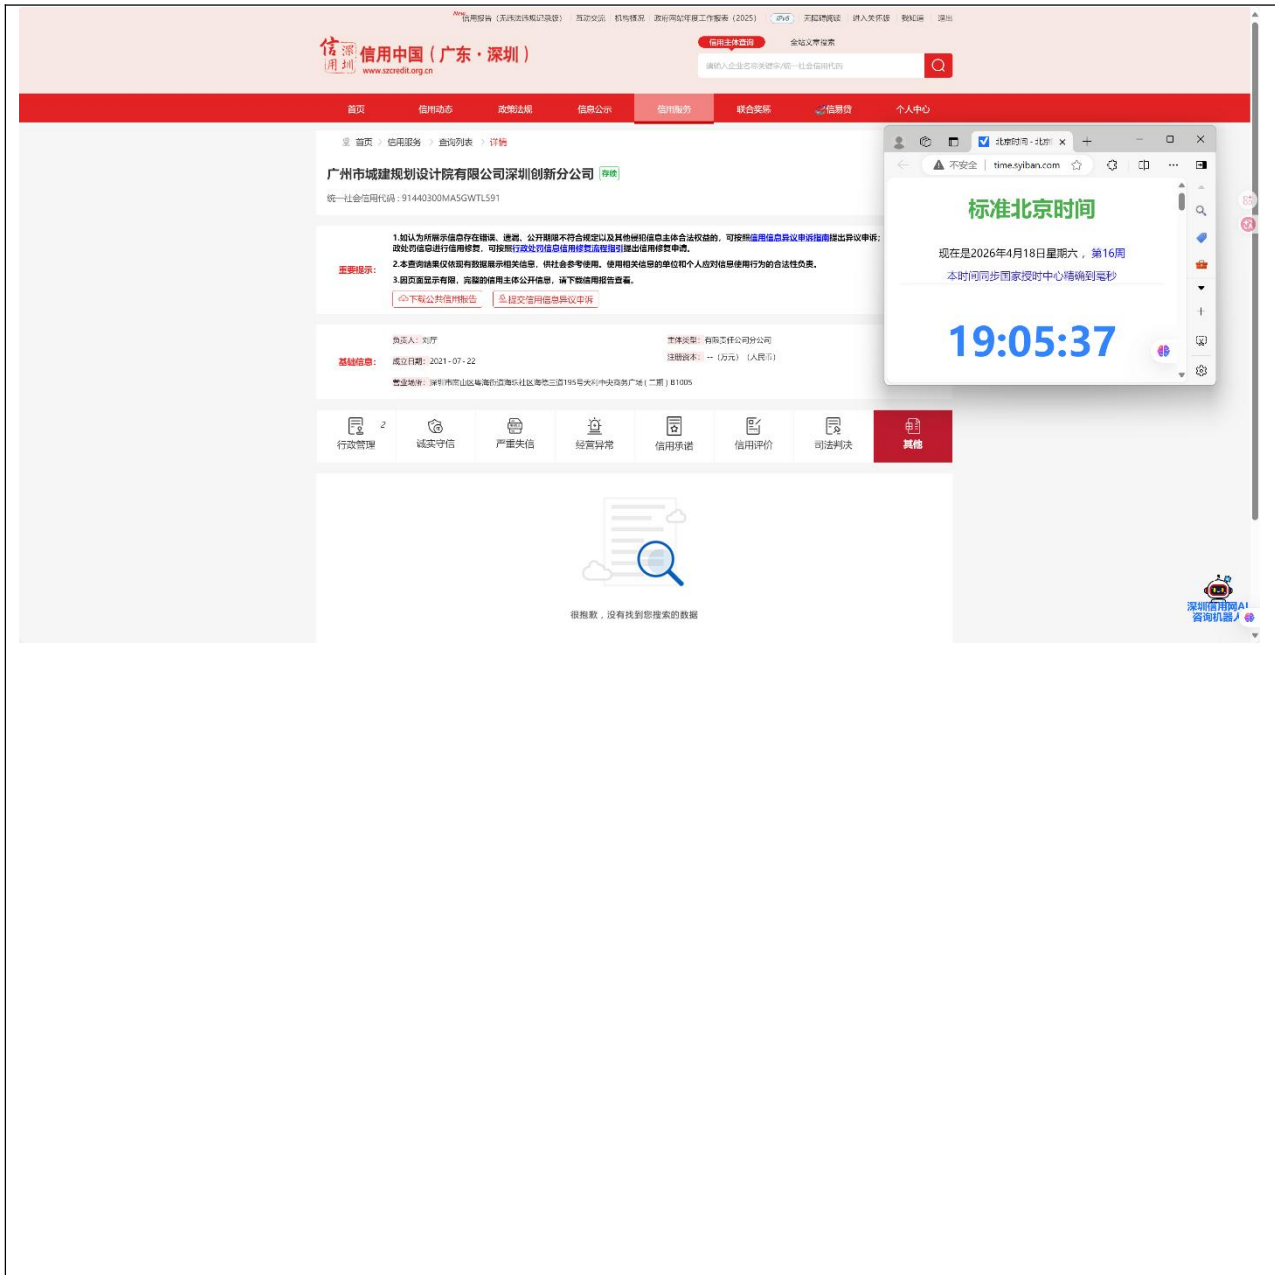 New信用报告（无违法违规记录版） 互动交流 机构概况 政府网站年度工作报表（2025） IPv6 无障碍阅读 进入关怀版 退出
信用深圳 信用中国（广东·深圳）
www.szcredit.org.cn
信用主体查询 全站文章搜索
请输入企业名称关键字/统一社会信用代码
首页 信用动态 政策法规 信息公示 信用服务 联合奖惩 信易贷 个人中心
首页 > 信用服务 > 查询列表 > 详情
广州市城建规划设计院有限公司深圳创新分公司 存续
统一社会信用代码：91440300MA5GWTL591
重要提示：
1.如认为所展示信息存在错误、遗漏、公开期限不符合规定以及其他侵犯信息主体合法权益的，可按照信用信息异议申诉指南提出异议申诉；
政处罚信息进行信用修复，可按照行政处罚信息信用修复流程指引提出信用修复申请。
2.本查询结果仅依现有数据展示相关信息，供社会参考使用。使用相关信息的单位和个人应对信息使用行为的合法性负责。
3.因页面显示有限，完整的信用主体公开信息，请下载信用报告查看。
下载公共信用报告 提交信用信息异议申诉
基础信息：
负责人：刘厅 主体类型：有限责任公司分公司
成立日期：2021-07-22 注册资本：--（万元）（人民币）
营业场所：深圳市南山区粤海街道海珠社区海德三道195号天利中央商务广场(二期)B1005
行政管理 2 诚实守信 严重失信 经营异常 信用承诺 信用评价 司法判决 其他
很抱歉，没有找到您搜索的数据
北京时间 - 北京
不安全 | time.syiban.com
标准北京时间
现在是2026年4月18日星期六，第16周
本时间同步国家授时中心精确到毫秒
19:05:37
深圳信用网AI
咨询机器人